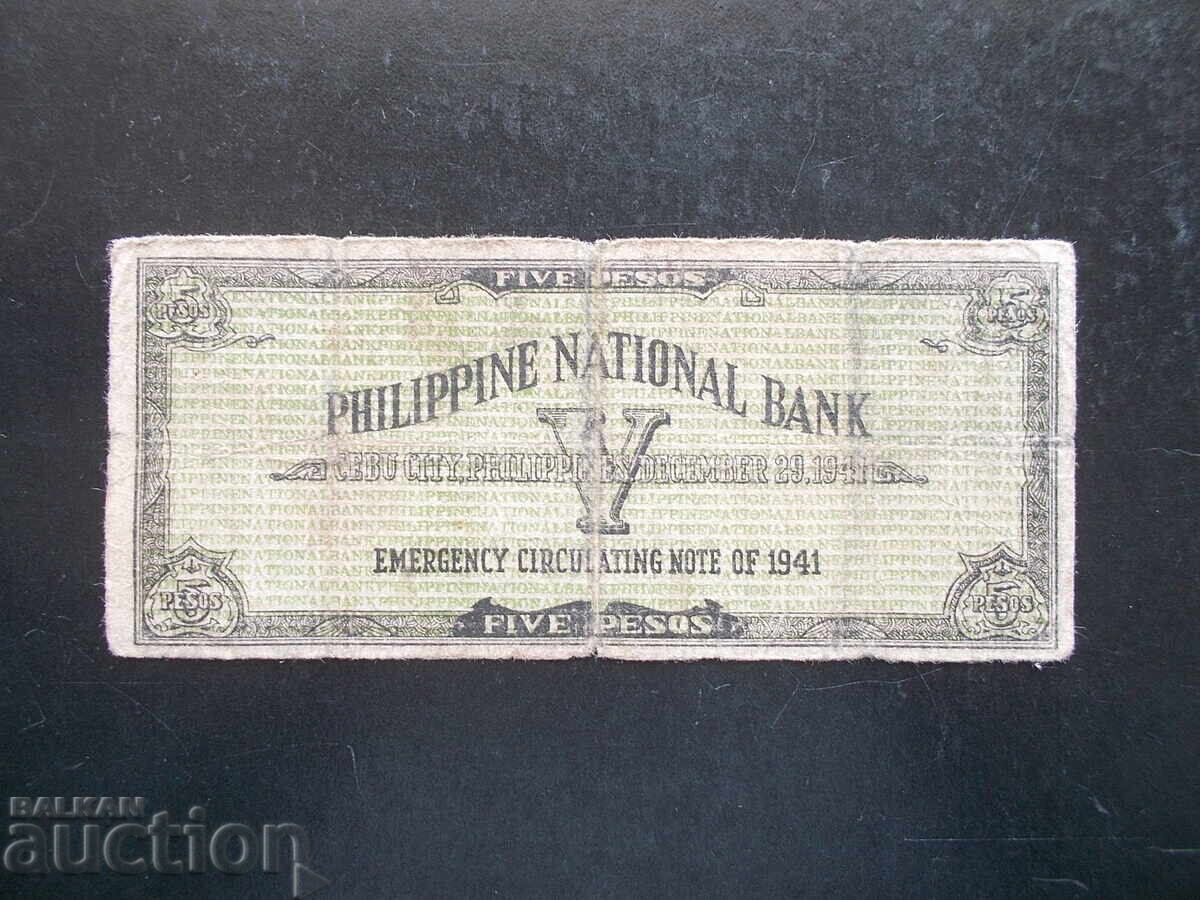 FIVE PESOS
5 PESOS
5 PESOS
PHILIPPINE NATIONAL BANK
V
CEBU CITY, PHILIPPINES DECEMBER 29, 1941
EMERGENCY CIRCULATING NOTE OF 1941
5 PESOS
5 PESOS
FIVE PESOS
BALKAN
auction